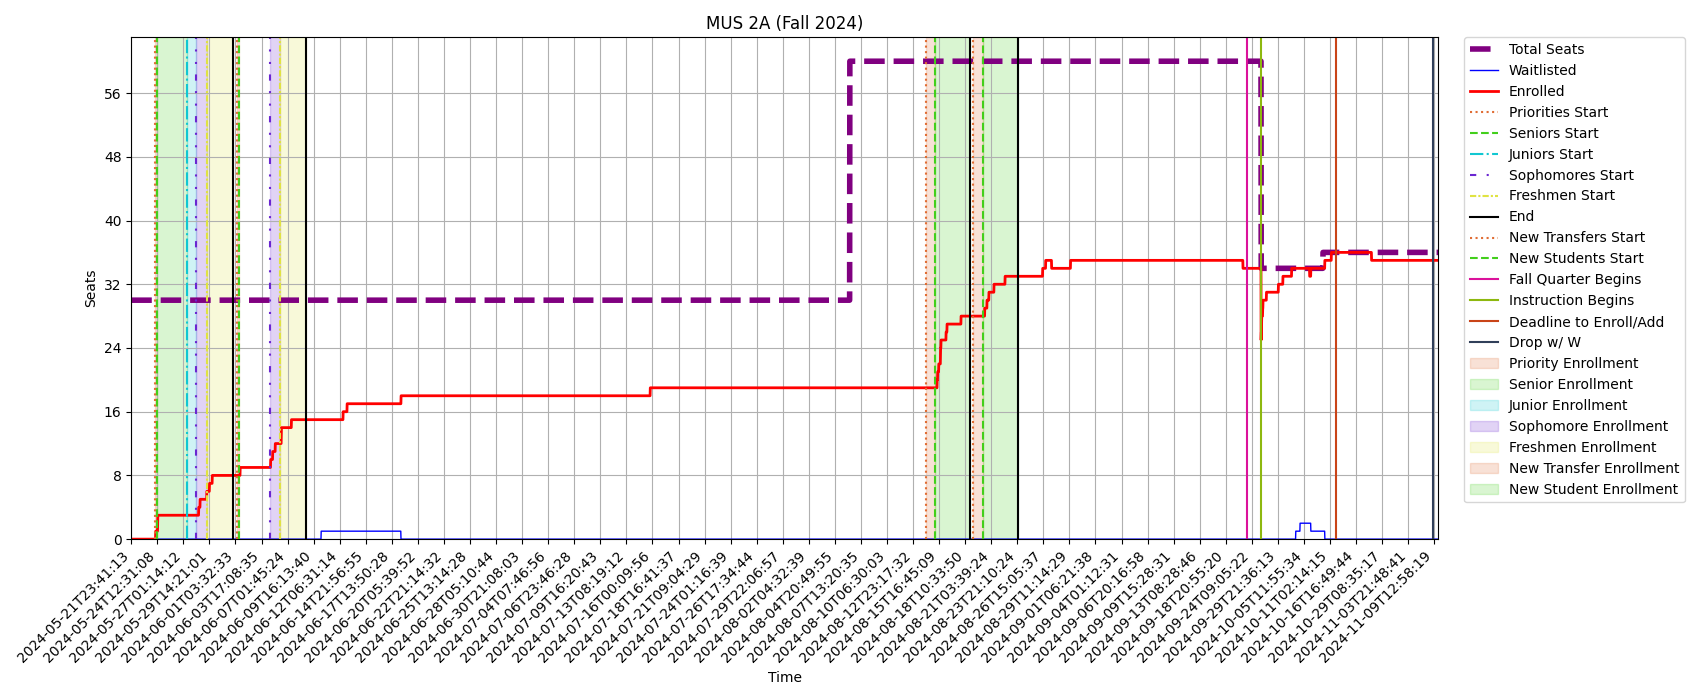 MUS 2A (Fall 2024)
Seats
56
48
40
32
24
16
8
0
2024-05-21T23:41:13
2024-05-24T12:31:08
2024-05-27T01:14:12
2024-05-29T14:21:01
2024-06-01T03:32:33
2024-06-03T17:08:35
2024-06-07T01:45:24
2024-06-09T16:13:40
2024-06-12T06:31:14
2024-06-14T21:56:55
2024-06-17T13:50:28
2024-06-20T05:39:52
2024-06-22T21:14:32
2024-06-25T13:14:28
2024-06-28T05:10:44
2024-06-30T21:08:03
2024-07-04T07:46:56
2024-07-06T23:46:28
2024-07-09T16:20:43
2024-07-13T08:19:12
2024-07-16T00:09:56
2024-07-18T16:41:37
2024-07-21T09:04:29
2024-07-24T01:16:39
2024-07-26T17:34:44
2024-07-29T22:06:57
2024-08-02T04:32:39
2024-08-04T20:49:55
2024-08-07T13:20:35
2024-08-10T06:30:03
2024-08-12T23:17:32
2024-08-15T16:45:09
2024-08-18T10:33:50
2024-08-21T03:39:24
2024-08-23T21:10:24
2024-08-26T15:05:37
2024-08-29T11:14:29
2024-09-01T06:21:38
2024-09-04T01:12:31
2024-09-06T20:16:58
2024-09-09T15:28:31
2024-09-13T08:28:46
2024-09-18T20:55:20
2024-09-24T09:05:22
2024-09-29T21:36:13
2024-10-05T11:55:34
2024-10-11T02:14:15
2024-10-16T16:49:44
2024-10-29T08:35:17
2024-11-03T21:48:41
2024-11-09T12:58:19
Time
Total Seats
Waitlisted
Enrolled
Priorities Start
Seniors Start
Juniors Start
Sophomores Start
Freshmen Start
End
New Transfers Start
New Students Start
Fall Quarter Begins
Instruction Begins
Deadline to Enroll/Add
Drop w/ W
Priority Enrollment
Senior Enrollment
Junior Enrollment
Sophomore Enrollment
Freshmen Enrollment
New Transfer Enrollment
New Student Enrollment